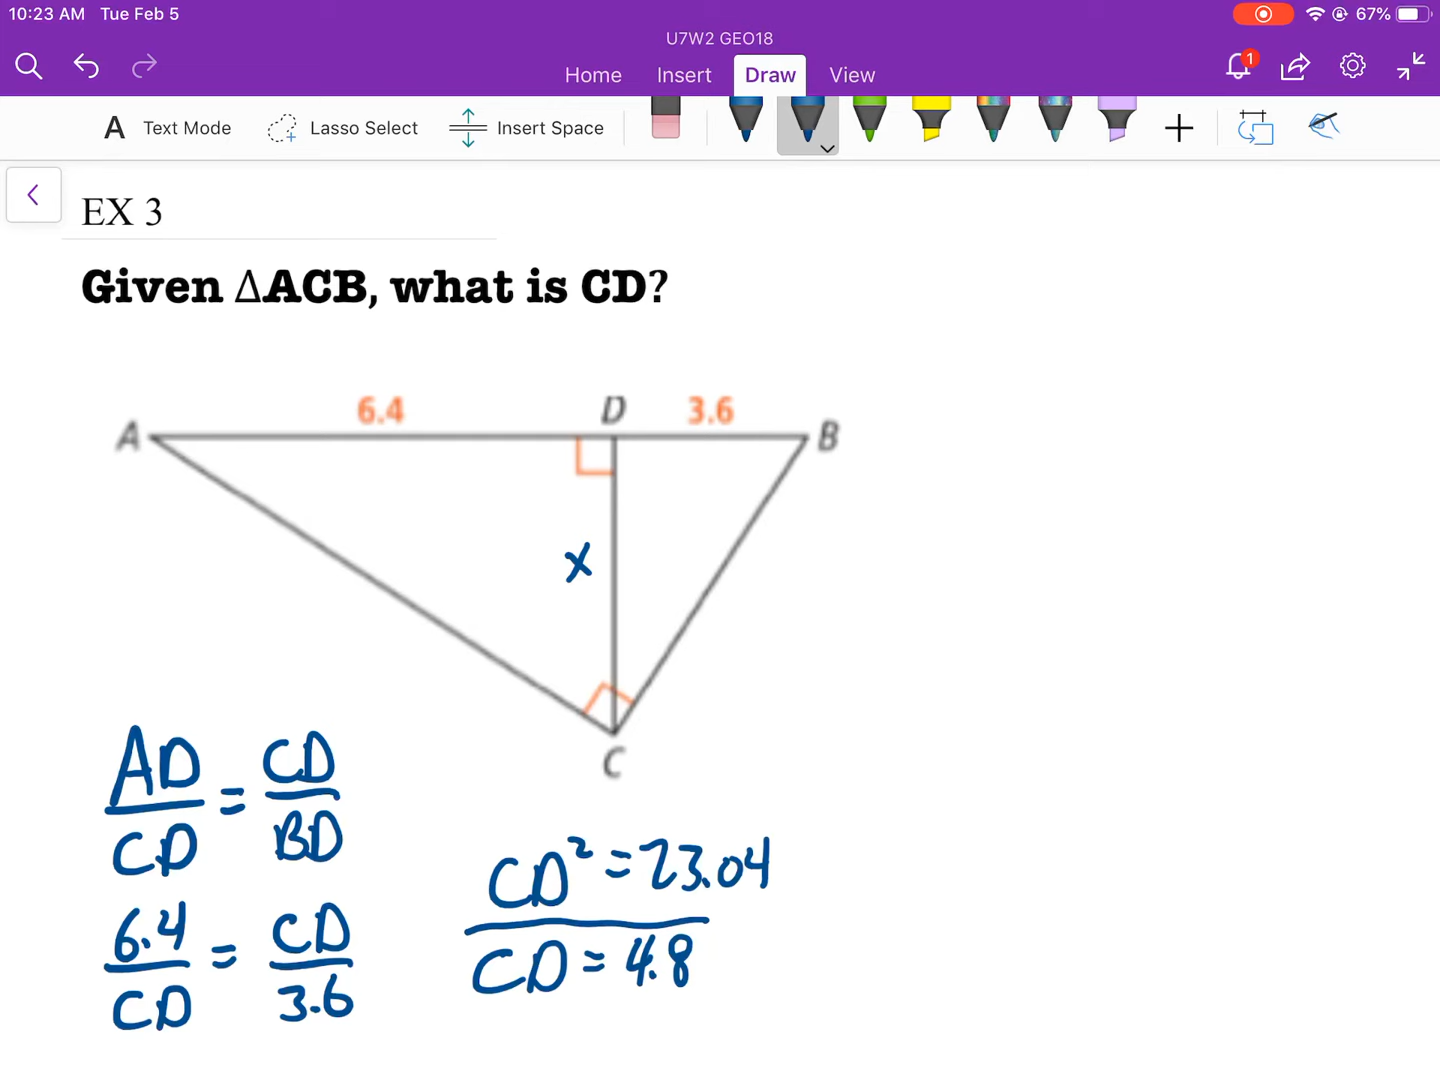 10:23 AM Tue Feb 5
67%
U7W2 GEO18
Home Insert Draw View
1
A Text Mode Lasso Select Insert Space
EX 3
Given ΔACB, what is CD?
6.4 D 3.6
A B
x
C
AD/CD = CD/BD
6.4/CD = CD/3.6
CD² = 23.04
CD = 4.8